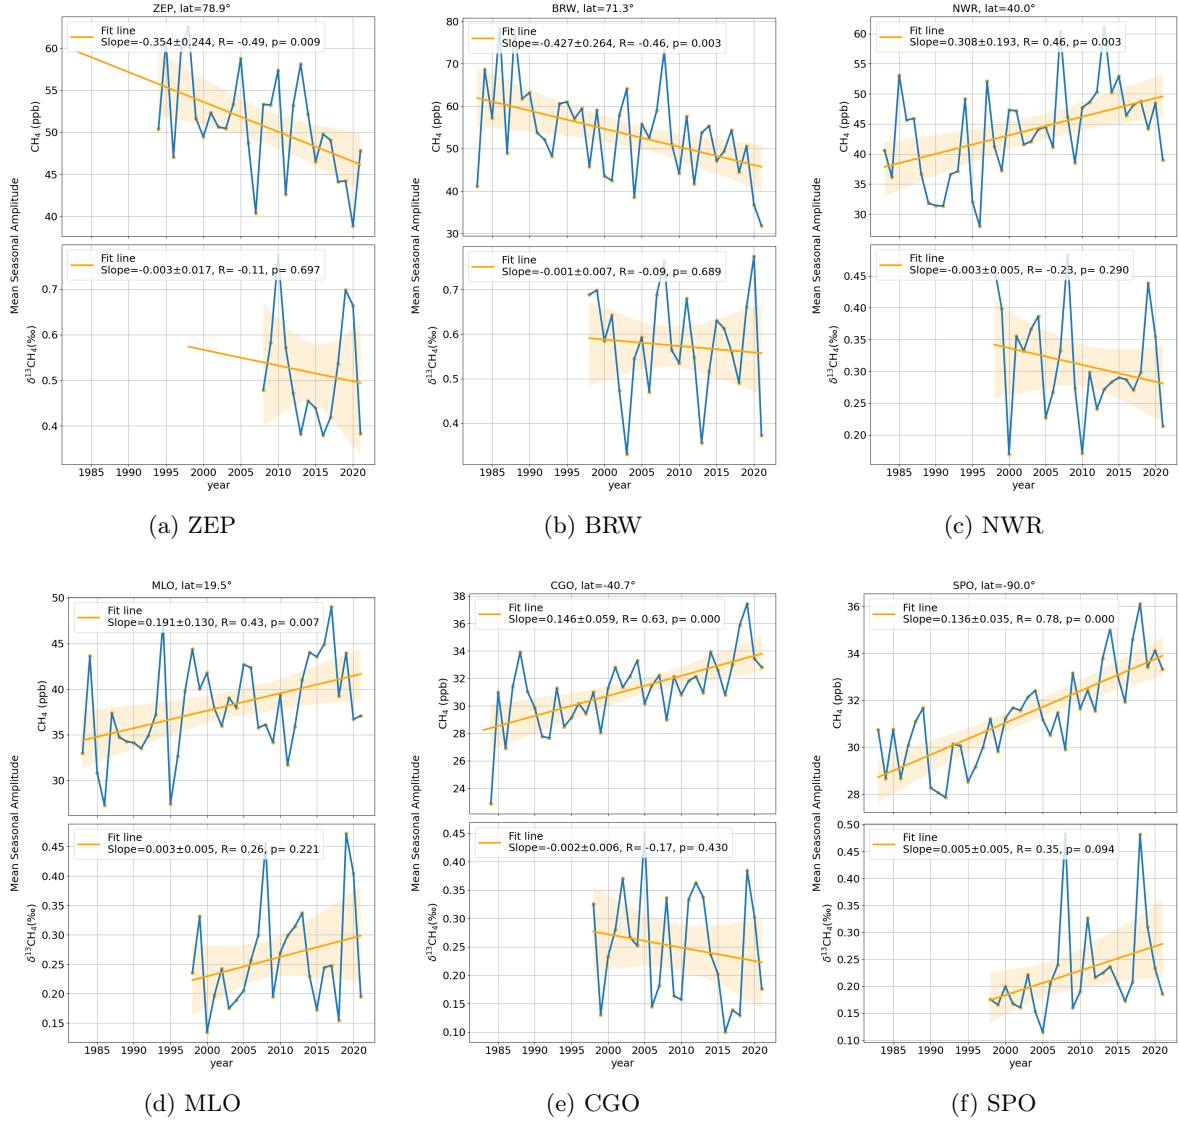 ZEP, lat=78.9°
Fit line
Slope=-0.354±0.244, R= -0.49, p= 0.009
60
55
50
45
40
CH₄ (ppb)
Mean Seasonal Amplitude
Fit line
Slope=-0.003±0.017, R= -0.11, p= 0.697
0.7
0.6
0.5
0.4
δ¹³CH₄(‰)
1985 1990 1995 2000 2005 2010 2015 2020
year
(a) ZEP
BRW, lat=71.3°
Fit line
Slope=-0.427±0.264, R= -0.46, p= 0.003
80
70
60
50
40
30
CH₄ (ppb)
Mean Seasonal Amplitude
Fit line
Slope=-0.001±0.007, R= -0.09, p= 0.689
0.7
0.6
0.5
0.4
δ¹³CH₄(‰)
1985 1990 1995 2000 2005 2010 2015 2020
year
(b) BRW
NWR, lat=40.0°
Fit line
Slope=0.308±0.193, R= 0.46, p= 0.003
60
55
50
45
40
35
30
CH₄ (ppb)
Mean Seasonal Amplitude
Fit line
Slope=-0.003±0.005, R= -0.23, p= 0.290
0.45
0.40
0.35
0.30
0.25
0.20
δ¹³CH₄(‰)
1985 1990 1995 2000 2005 2010 2015 2020
year
(c) NWR
MLO, lat=19.5°
Fit line
Slope=0.191±0.130, R= 0.43, p= 0.007
50
45
40
35
30
CH₄ (ppb)
Mean Seasonal Amplitude
Fit line
Slope=0.003±0.005, R= 0.26, p= 0.221
0.45
0.40
0.35
0.30
0.25
0.20
0.15
δ¹³CH₄(‰)
1985 1990 1995 2000 2005 2010 2015 2020
year
(d) MLO
CGO, lat=-40.7°
Fit line
Slope=0.146±0.059, R= 0.63, p= 0.000
38
36
34
32
30
28
26
24
CH₄ (ppb)
Mean Seasonal Amplitude
Fit line
Slope=-0.002±0.006, R= -0.17, p= 0.430
0.45
0.40
0.35
0.30
0.25
0.20
0.15
0.10
δ¹³CH₄(‰)
1985 1990 1995 2000 2005 2010 2015 2020
year
(e) CGO
SPO, lat=-90.0°
Fit line
Slope=0.136±0.035, R= 0.78, p= 0.000
36
34
32
30
28
CH₄ (ppb)
Mean Seasonal Amplitude
Fit line
Slope=0.005±0.005, R= 0.35, p= 0.094
0.50
0.45
0.40
0.35
0.30
0.25
0.20
0.15
0.10
δ¹³CH₄(‰)
1985 1990 1995 2000 2005 2010 2015 2020
year
(f) SPO